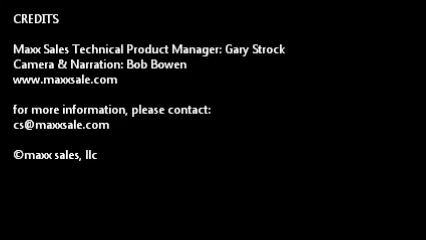 CREDITS
Maxx Sales Technical Product Manager: Gary Strock
Camera & Narration: Bob Bowen
www.maxxsale.com
for more information, please contact:
cs@maxxsale.com
©maxx sales, llc